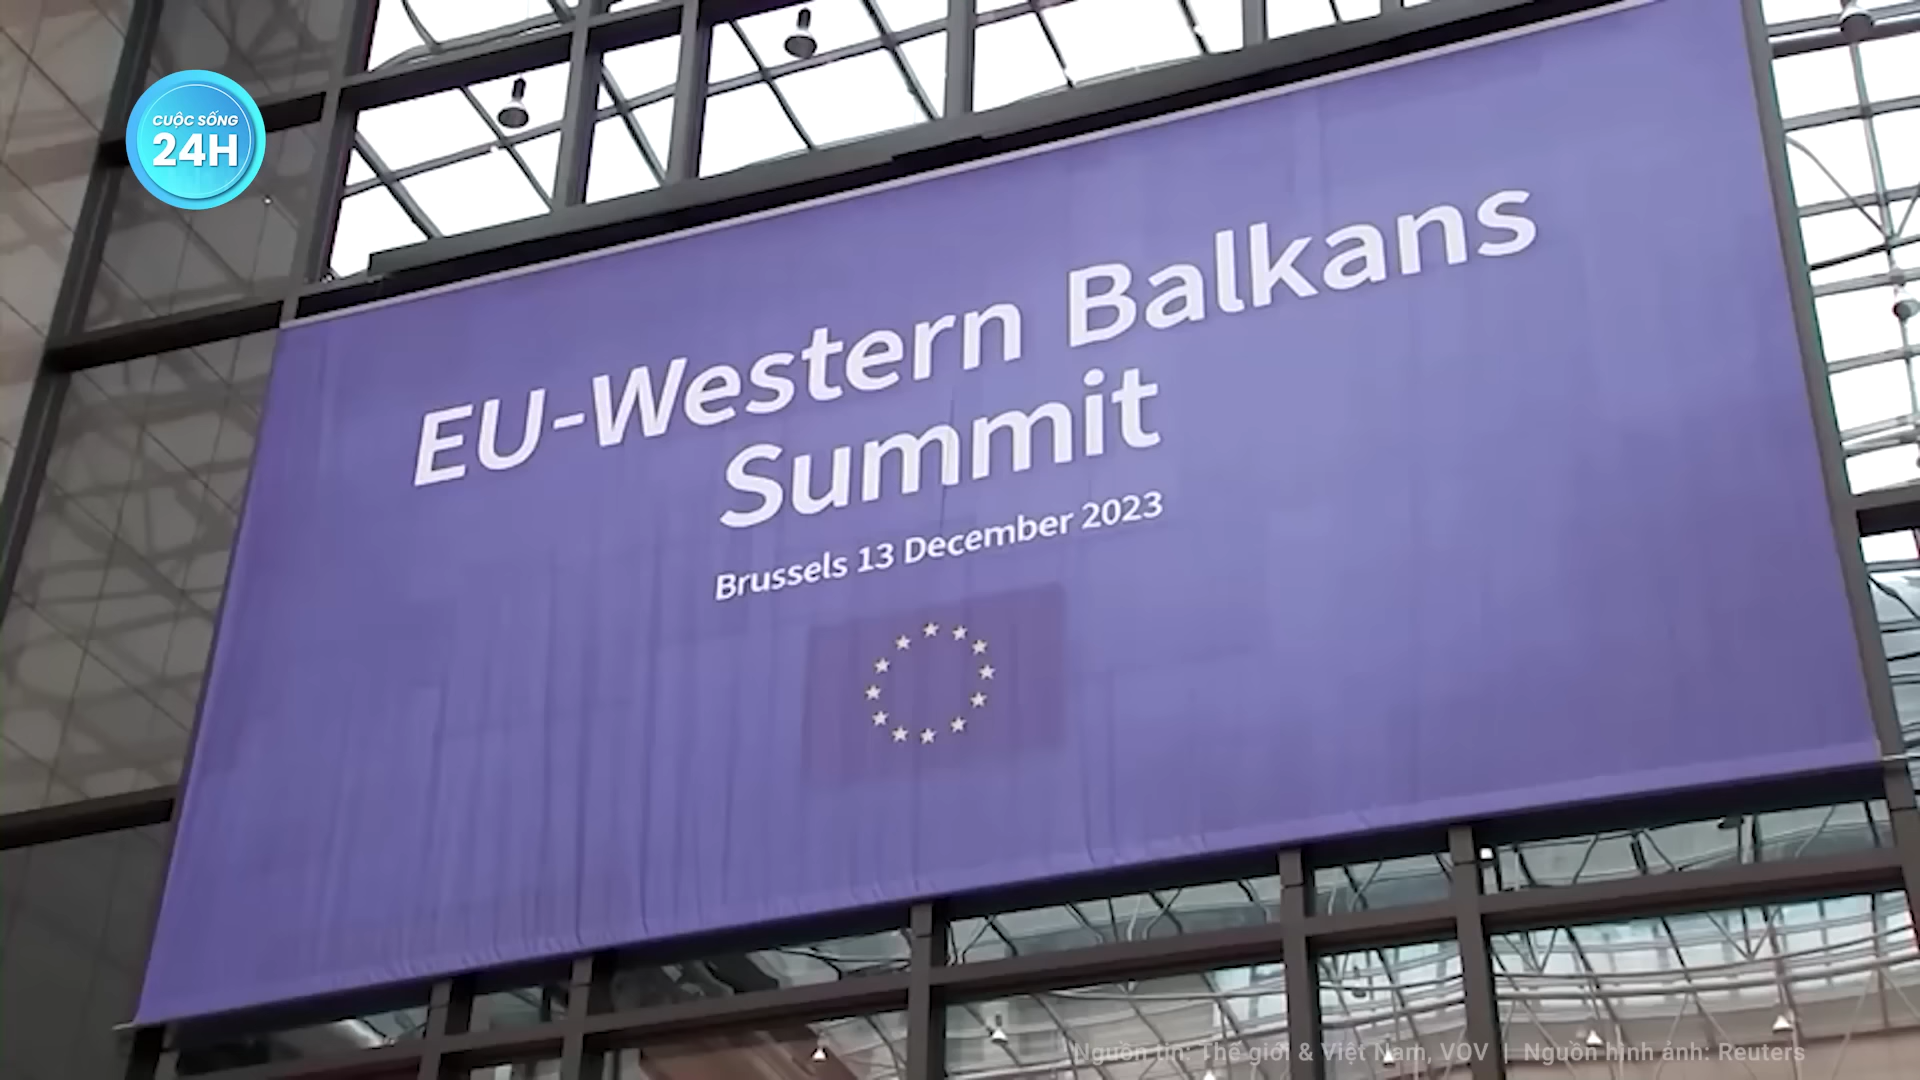 CUỘC SỐNG
24H
EU-Western Balkans
Summit
Brussels 13 December 2023
Nguồn tin: Thế giới & Việt Nam, VOV | Nguồn hình ảnh: Reuters